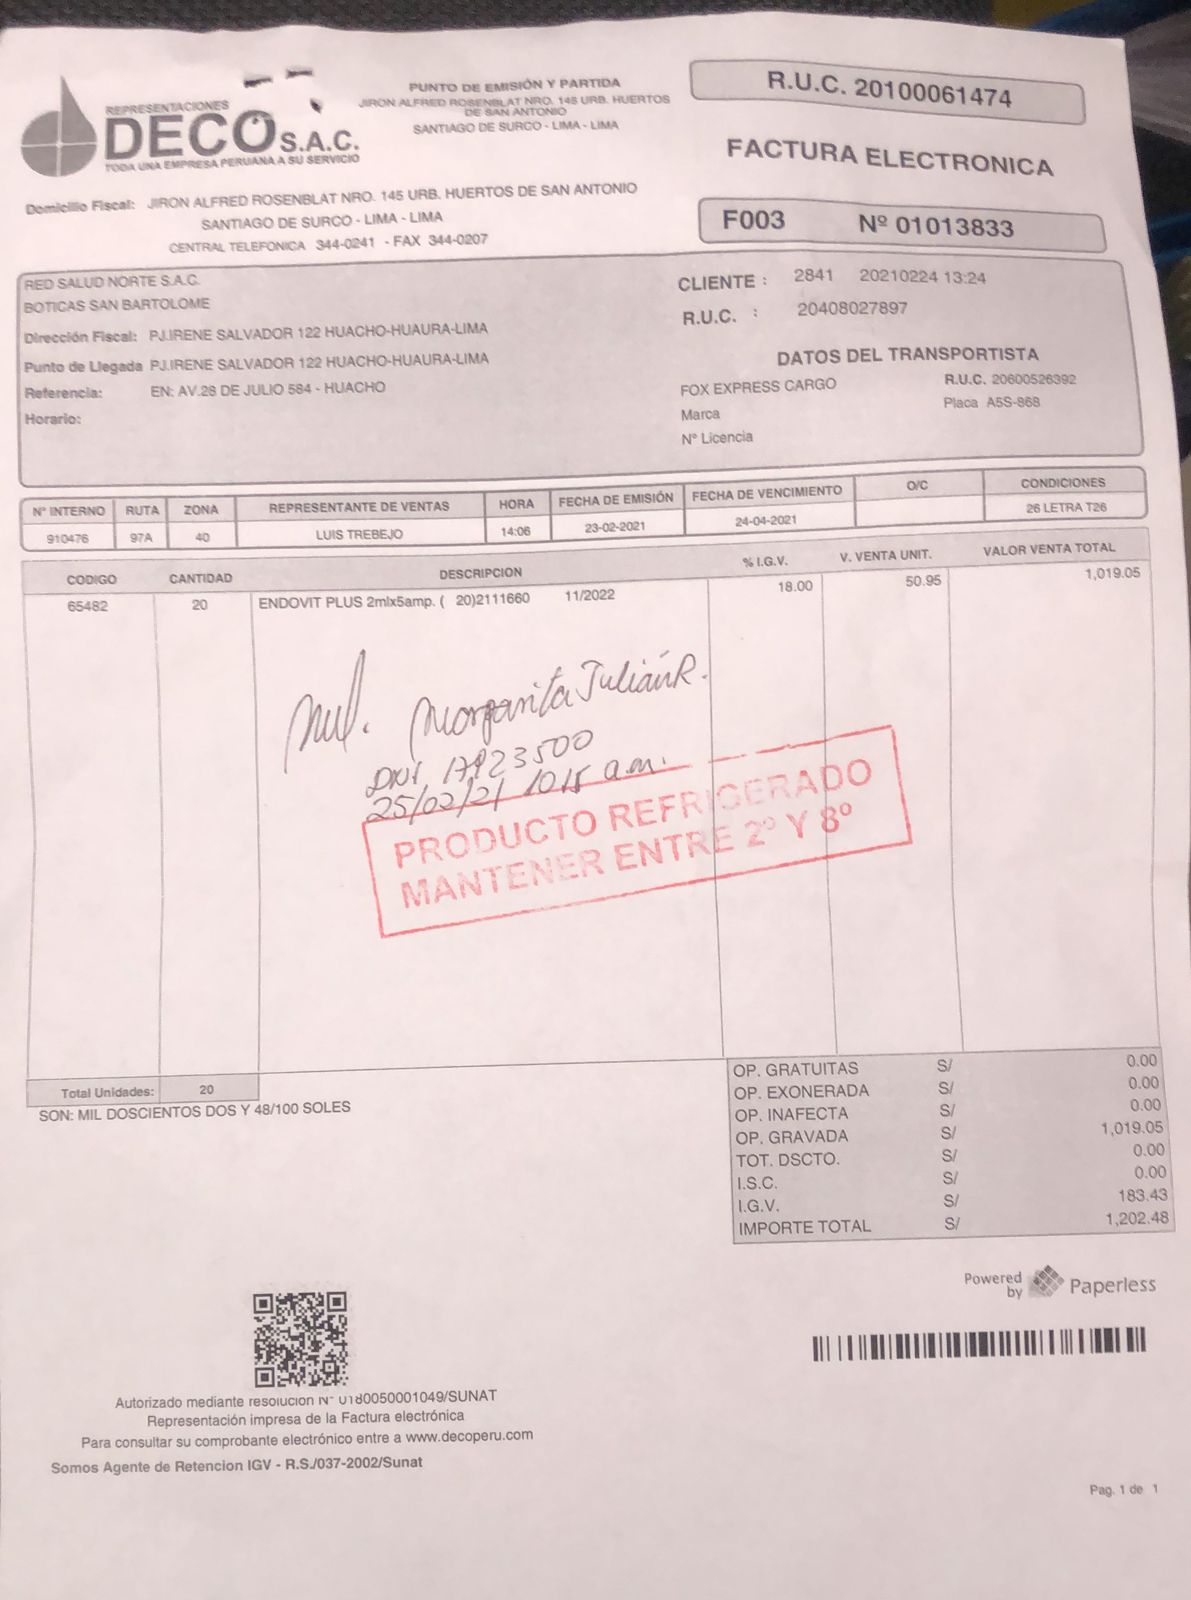 REPRESENTACIONES
DECO S.A.C.
TODA UNA EMPRESA PERUANA A SU SERVICIO
PUNTO DE EMISIÓN Y PARTIDA
JIRON ALFRED ROSENBLAT NRO. 145 URB. HUERTOS
DE SAN ANTONIO
SANTIAGO DE SURCO - LIMA - LIMA
R.U.C. 20100061474
FACTURA ELECTRONICA
F003 Nº 01013833
Domicilio Fiscal: JIRON ALFRED ROSENBLAT NRO. 145 URB. HUERTOS DE SAN ANTONIO
SANTIAGO DE SURCO - LIMA - LIMA
CENTRAL TELEFONICA 344-0241 - FAX 344-0207
RED SALUD NORTE S.A.C.
BOTICAS SAN BARTOLOME
Dirección Fiscal: PJ.IRENE SALVADOR 122 HUACHO-HUAURA-LIMA
Punto de Llegada PJ.IRENE SALVADOR 122 HUACHO-HUAURA-LIMA
Referencia: EN: AV.28 DE JULIO 584 - HUACHO
Horario:
CLIENTE : 2841 20210224 13:24
R.U.C. : 20408027897
DATOS DEL TRANSPORTISTA
FOX EXPRESS CARGO R.U.C. 20600526392
Marca Placa A5S-868
Nº Licencia
Nº INTERNO RUTA ZONA REPRESENTANTE DE VENTAS HORA FECHA DE EMISIÓN FECHA DE VENCIMIENTO O/C CONDICIONES
910476 97A 40 LUIS TREBEJO 14:06 23-02-2021 24-04-2021 26 LETRA T26
CODIGO CANTIDAD DESCRIPCION % I.G.V. V. VENTA UNIT. VALOR VENTA TOTAL
65482 20 ENDOVIT PLUS 2mlx5amp. ( 20)2111660 11/2022 18.00 50.95 1,019.05
Margarita Julián R.
DNI
25/02/21 1015 a.m.
PRODUCTO REFRIGERADO
MANTENER ENTRE 2º Y 8º
Total Unidades: 20
SON: MIL DOSCIENTOS DOS Y 48/100 SOLES
OP. GRATUITAS S/ 0.00
OP. EXONERADA S/ 0.00
OP. INAFECTA S/ 0.00
OP. GRAVADA S/ 1,019.05
TOT. DSCTO. S/ 0.00
I.S.C. S/ 0.00
I.G.V. S/ 183.43
IMPORTE TOTAL S/ 1,202.48
Powered
by Paperless
Autorizado mediante resolución Nº 0180050001049/SUNAT
Representación impresa de la Factura electrónica
Para consultar su comprobante electrónico entre a www.decoperu.com
Somos Agente de Retencion IGV - R.S./037-2002/Sunat
Pag. 1 de 1